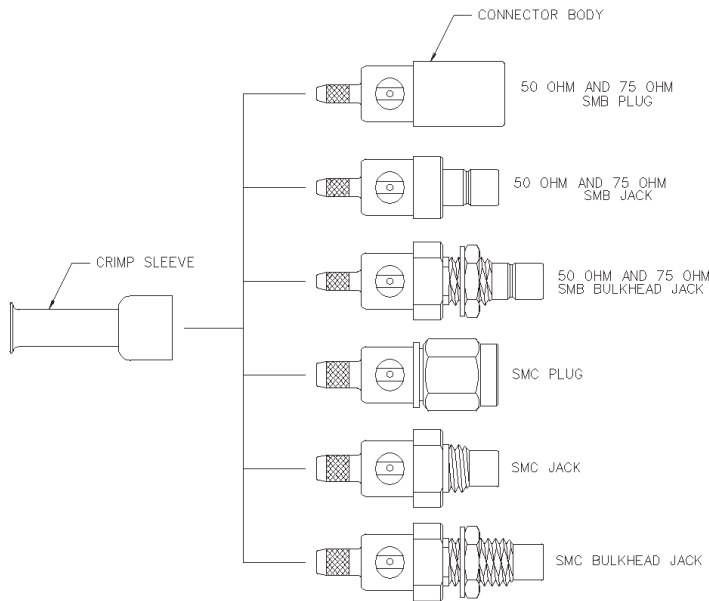 CONNECTOR BODY
50 OHM AND 75 OHM
SMB PLUG
50 OHM AND 75 OHM
SMB JACK
CRIMP SLEEVE
50 OHM AND 75 OHM
SMB BULKHEAD JACK
SMC PLUG
SMC JACK
SMC BULKHEAD JACK